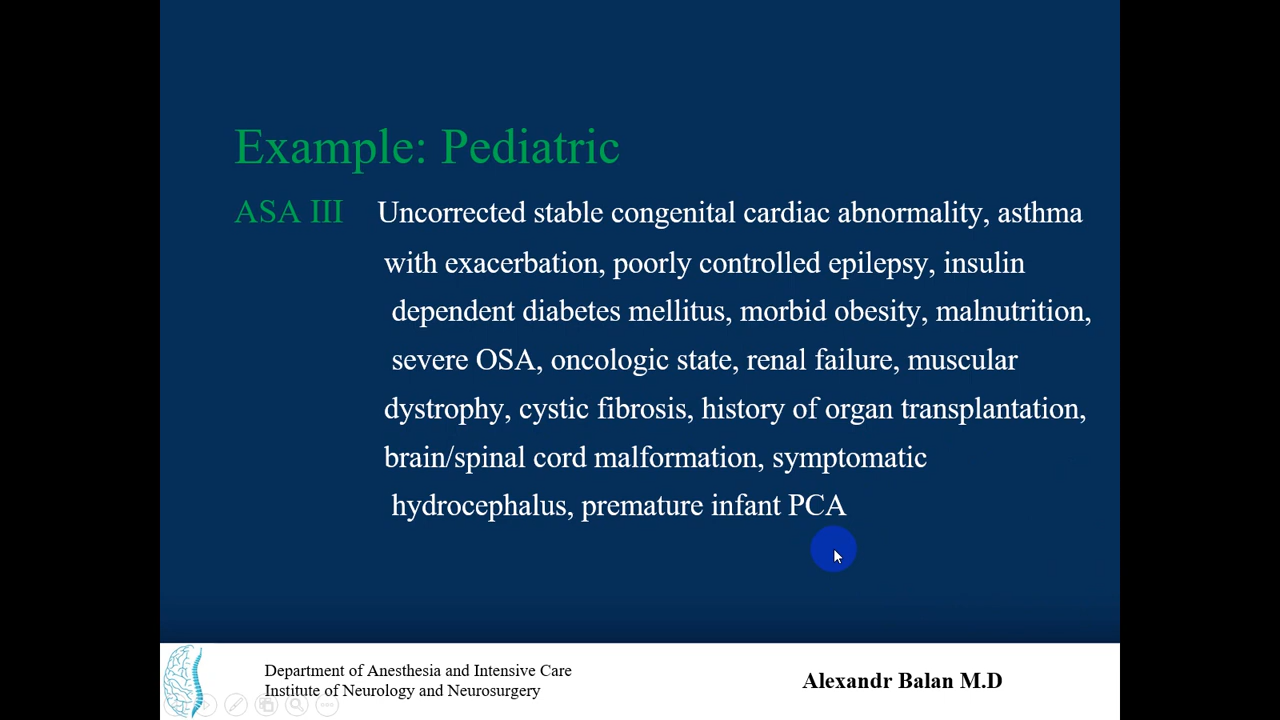 Example: Pediatric
ASA III Uncorrected stable congenital cardiac abnormality, asthma
with exacerbation, poorly controlled epilepsy, insulin
dependent diabetes mellitus, morbid obesity, malnutrition,
severe OSA, oncologic state, renal failure, muscular
dystrophy, cystic fibrosis, history of organ transplantation,
brain/spinal cord malformation, symptomatic
hydrocephalus, premature infant PCA
Department of Anesthesia and Intensive Care
Institute of Neurology and Neurosurgery
Alexandr Balan M.D